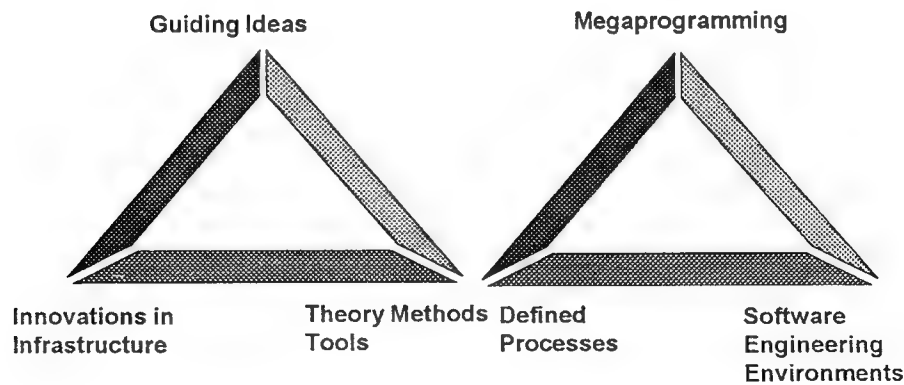 Guiding Ideas
Megaprogramming
Innovations in
Infrastructure
Theory Methods
Tools
Defined
Processes
Software
Engineering
Environments